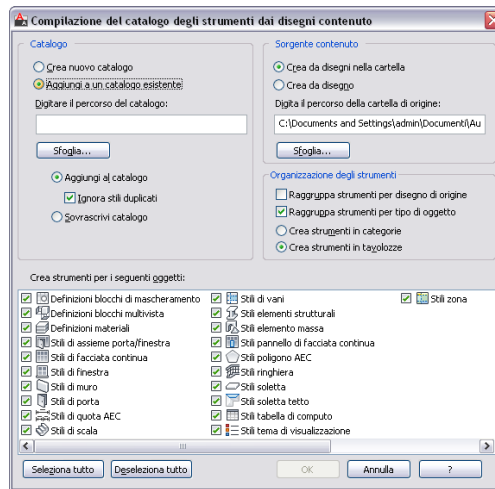 Compilazione del catalogo degli strumenti dai disegni contenuto
Catalogo
Crea nuovo catalogo
Aggiungi a un catalogo esistente
Digitare il percorso del catalogo:
Sfoglia...
Aggiungi al catalogo
Ignora stili duplicati
Sovrascrivi catalogo
Sorgente contenuto
Crea da disegni nella cartella
Crea da disegno
Digita il percorso della cartella di origine:
C:\Documents and Settings\admin\Documenti\Au
Sfoglia...
Organizzazione degli strumenti
Raggruppa strumenti per disegno di origine
Raggruppa strumenti per tipo di oggetto
Crea strumenti in categorie
Crea strumenti in tavolozze
Crea strumenti per i seguenti oggetti:
Definizioni blocchi di mascheramento
Definizioni blocchi multivista
Definizioni materiali
Stili di assieme porta/finestra
Stili di facciata continua
Stili di finestra
Stili di muro
Stili di porta
Stili di quota AEC
Stili di scala
Stili di vani
Stili elementi strutturali
Stili elemento massa
Stili pannello di facciata continua
Stili poligono AEC
Stili ringhiera
Stili soletta
Stili soletta tetto
Stili tabella di computo
Stili tema di visualizzazione
Stili zona
Seleziona tutto
Deseleziona tutto
OK
Annulla
?